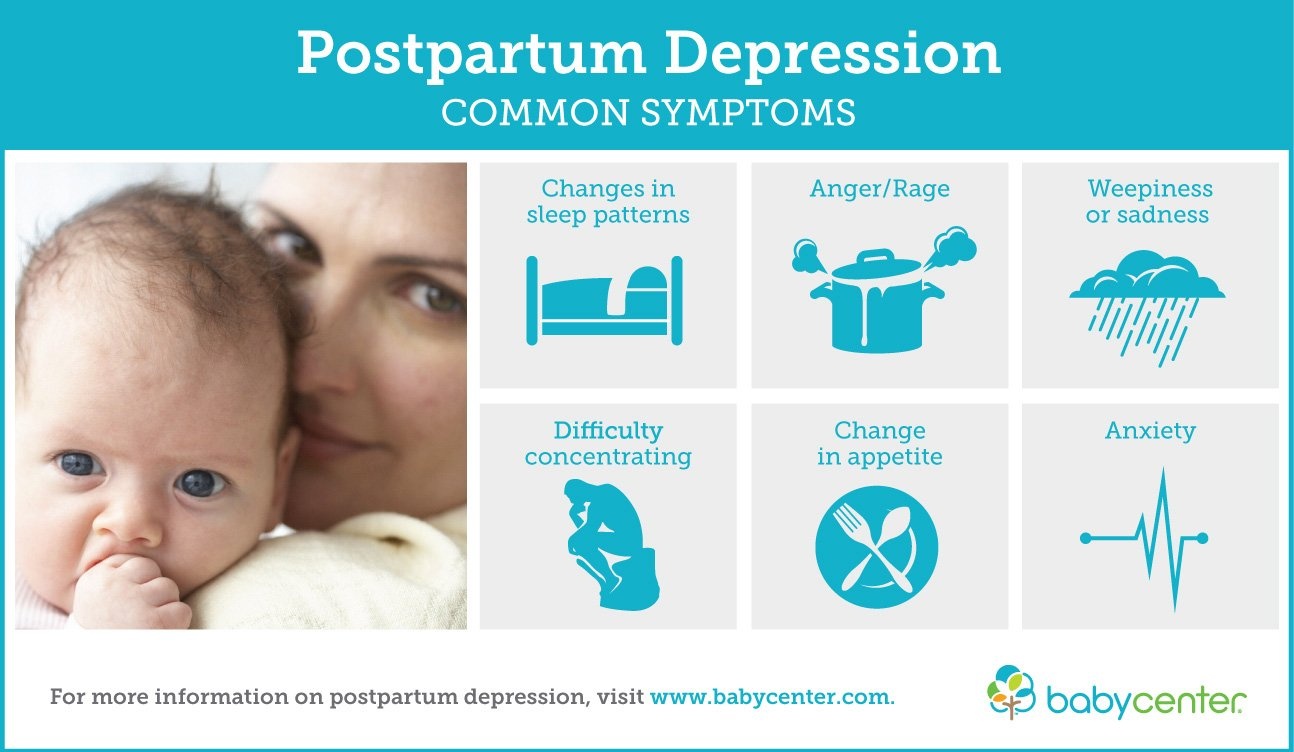 Postpartum Depression
COMMON SYMPTOMS
Changes in
sleep patterns
Anger/Rage
Weepiness
or sadness
Difficulty
concentrating
Change
in appetite
Anxiety
For more information on postpartum depression, visit www.babycenter.com.
babycenter